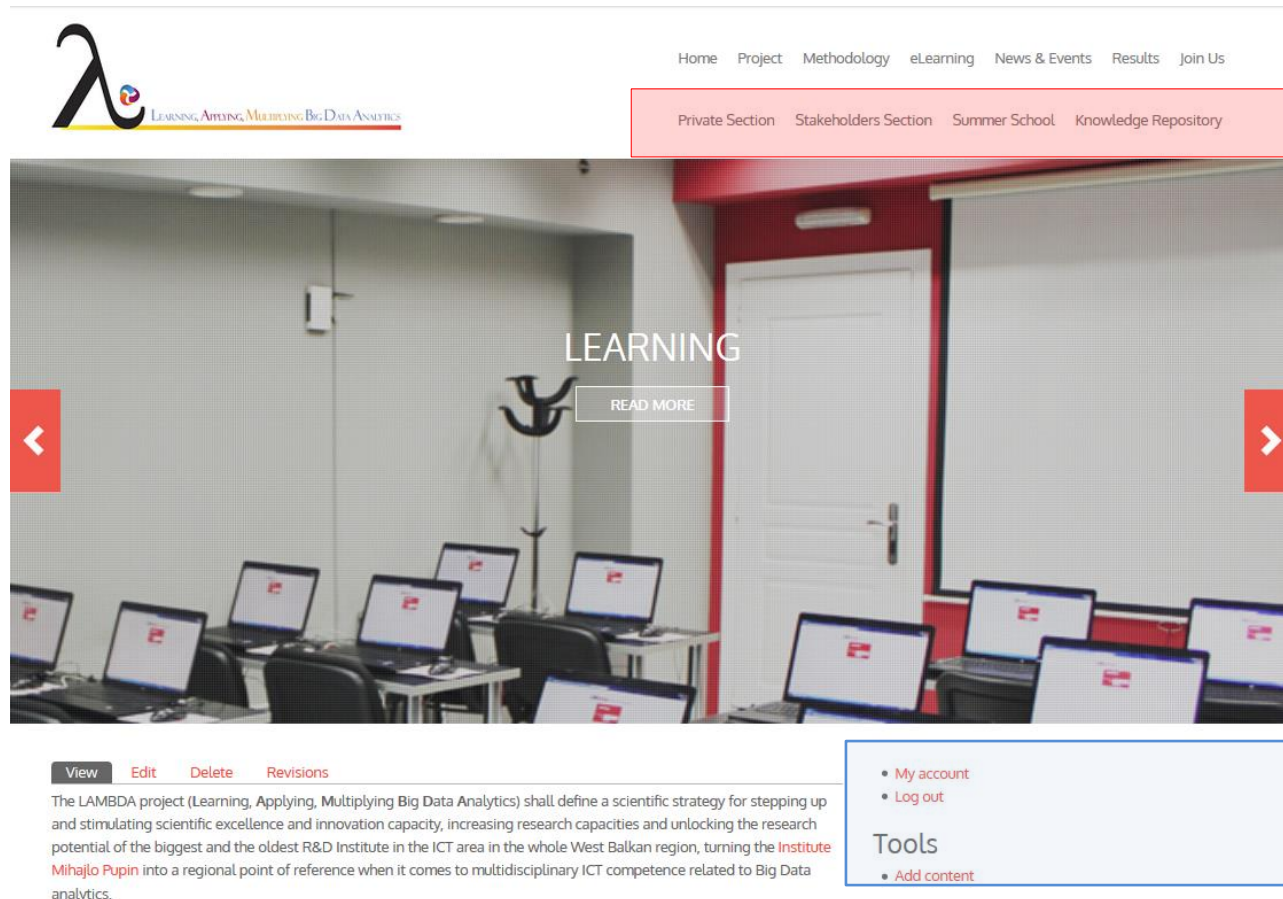 LEARNING, APPLYING, MULTIPLYING BIG DATA ANALYTICS
Home Project Methodology eLearning News & Events Results Join Us
Private Section Stakeholders Section Summer School Knowledge Repository
LEARNING
READ MORE
View Edit Delete Revisions
The LAMBDA project (Learning, Applying, Multiplying Big Data Analytics) shall define a scientific strategy for stepping up
and stimulating scientific excellence and innovation capacity, increasing research capacities and unlocking the research
potential of the biggest and the oldest R&D Institute in the ICT area in the whole West Balkan region, turning the Institute
Mihajlo Pupin into a regional point of reference when it comes to multidisciplinary ICT competence related to Big Data
analytics.
My account
Log out
Tools
Add content